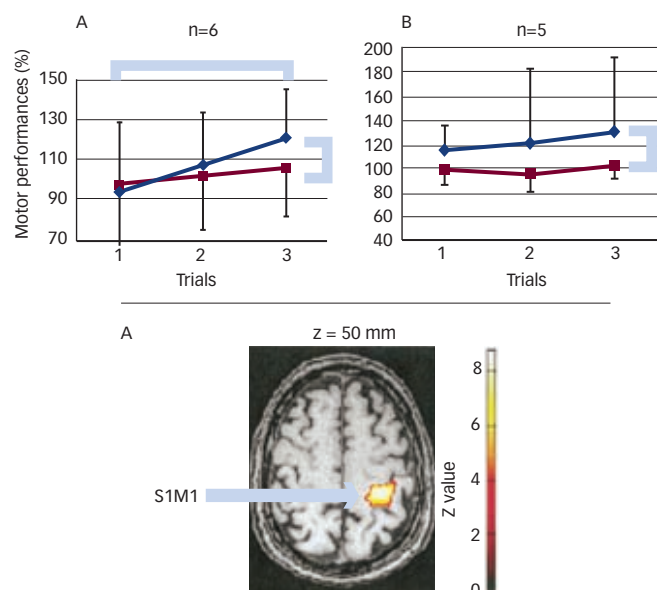 A
n=6
Motor performances (%)
150
130
110
90
70
1 2 3
Trials
B
n=5
200
180
160
140
120
100
80
60
40
1 2 3
Trials
A
z = 50 mm
S1M1
8
6
4
2
0
Z value